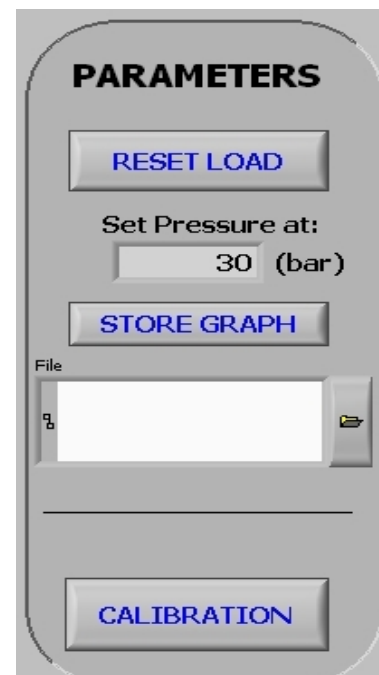 PARAMETERS
RESET LOAD
Set Pressure at:
30 (bar)
STORE GRAPH
File
CALIBRATION